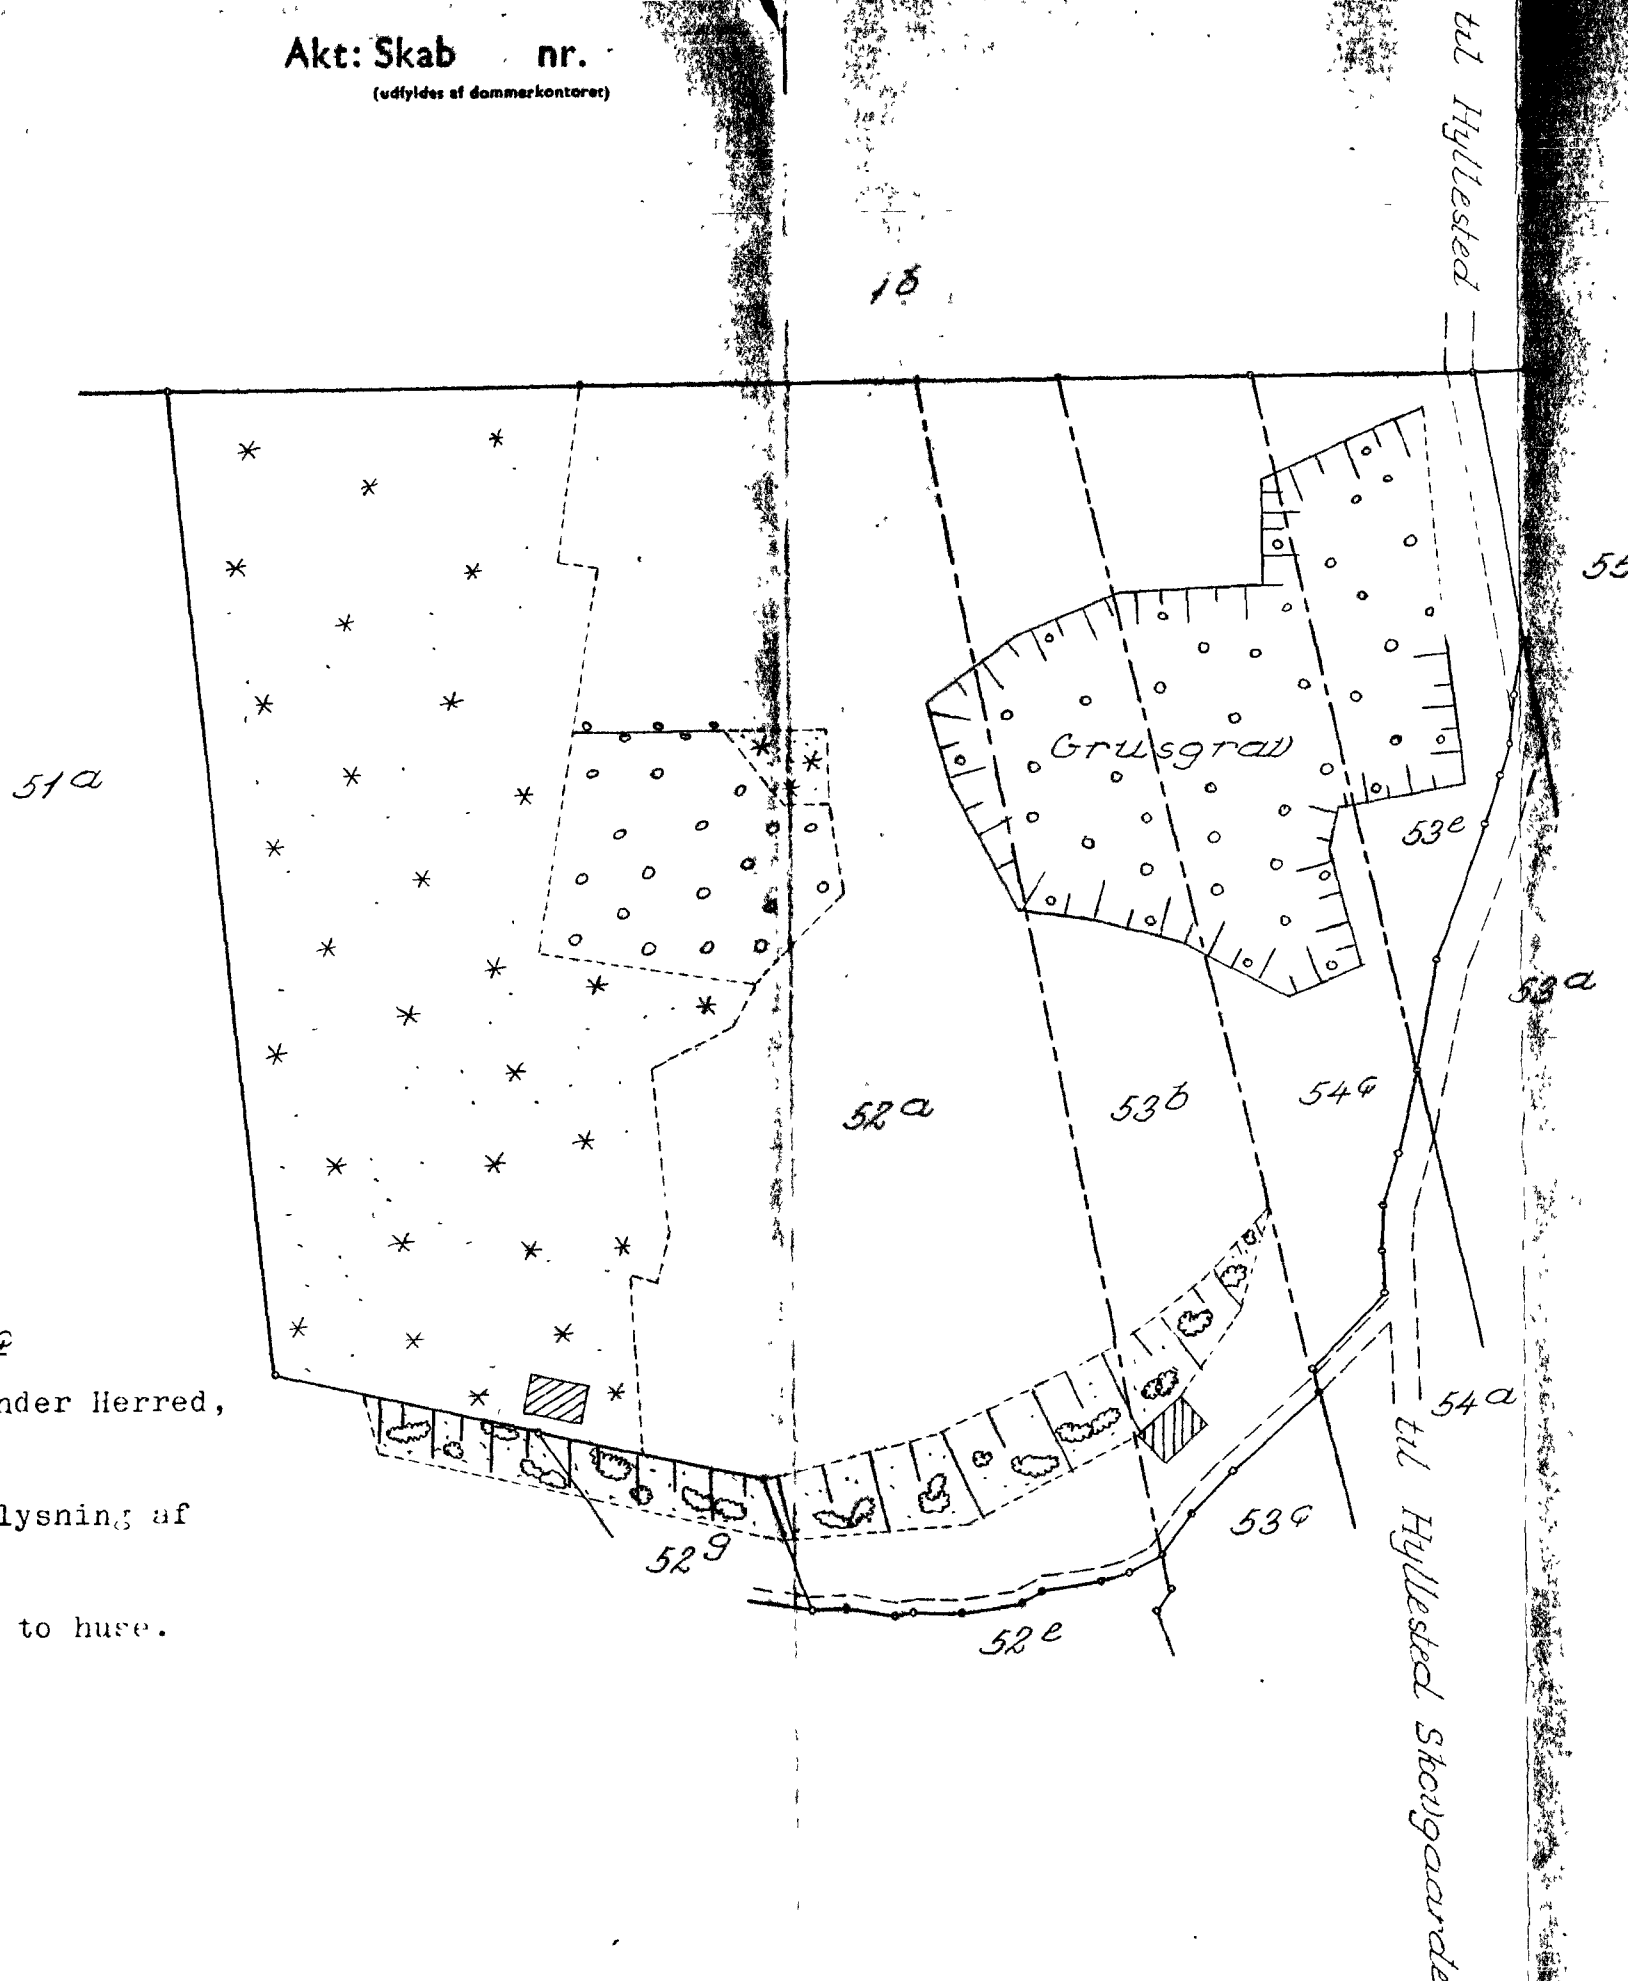 Akt: Skab nr.
(udfyldes af dommerkontoret)
til Hyllested
1b
55
51a
Grusgrav
53e
53a
52a
53b
54c
c
nder Herred,
54a
lysning af
53c
52g
to huse.
52e
til Hyllested Skovgaarde